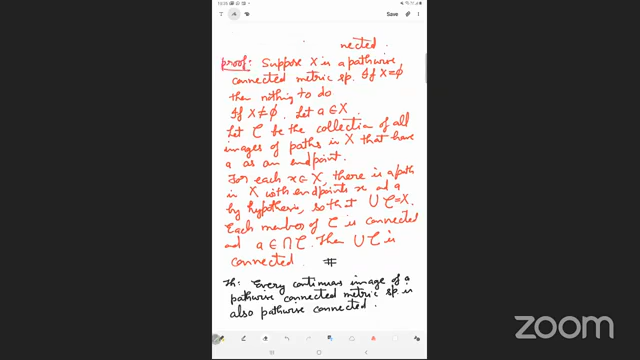 nected.
proof: Suppose X is a pathwise
connected metric sp. If X=φ
then nothing to do
If X≠φ. Let a∈X.
Let C be the collection of all
images of paths in X that have
a as an endpoint.
For each x∈X, there is a path
in X with endpoints x and a
by hypothesis, so that ∪C=X.
Each member of C is connected
and a∈∩C. Then ∪C is
connected. #
Th: Every continuas image of a
pathwise connected metric sp. is
also pathwise connected.
Save
zoom